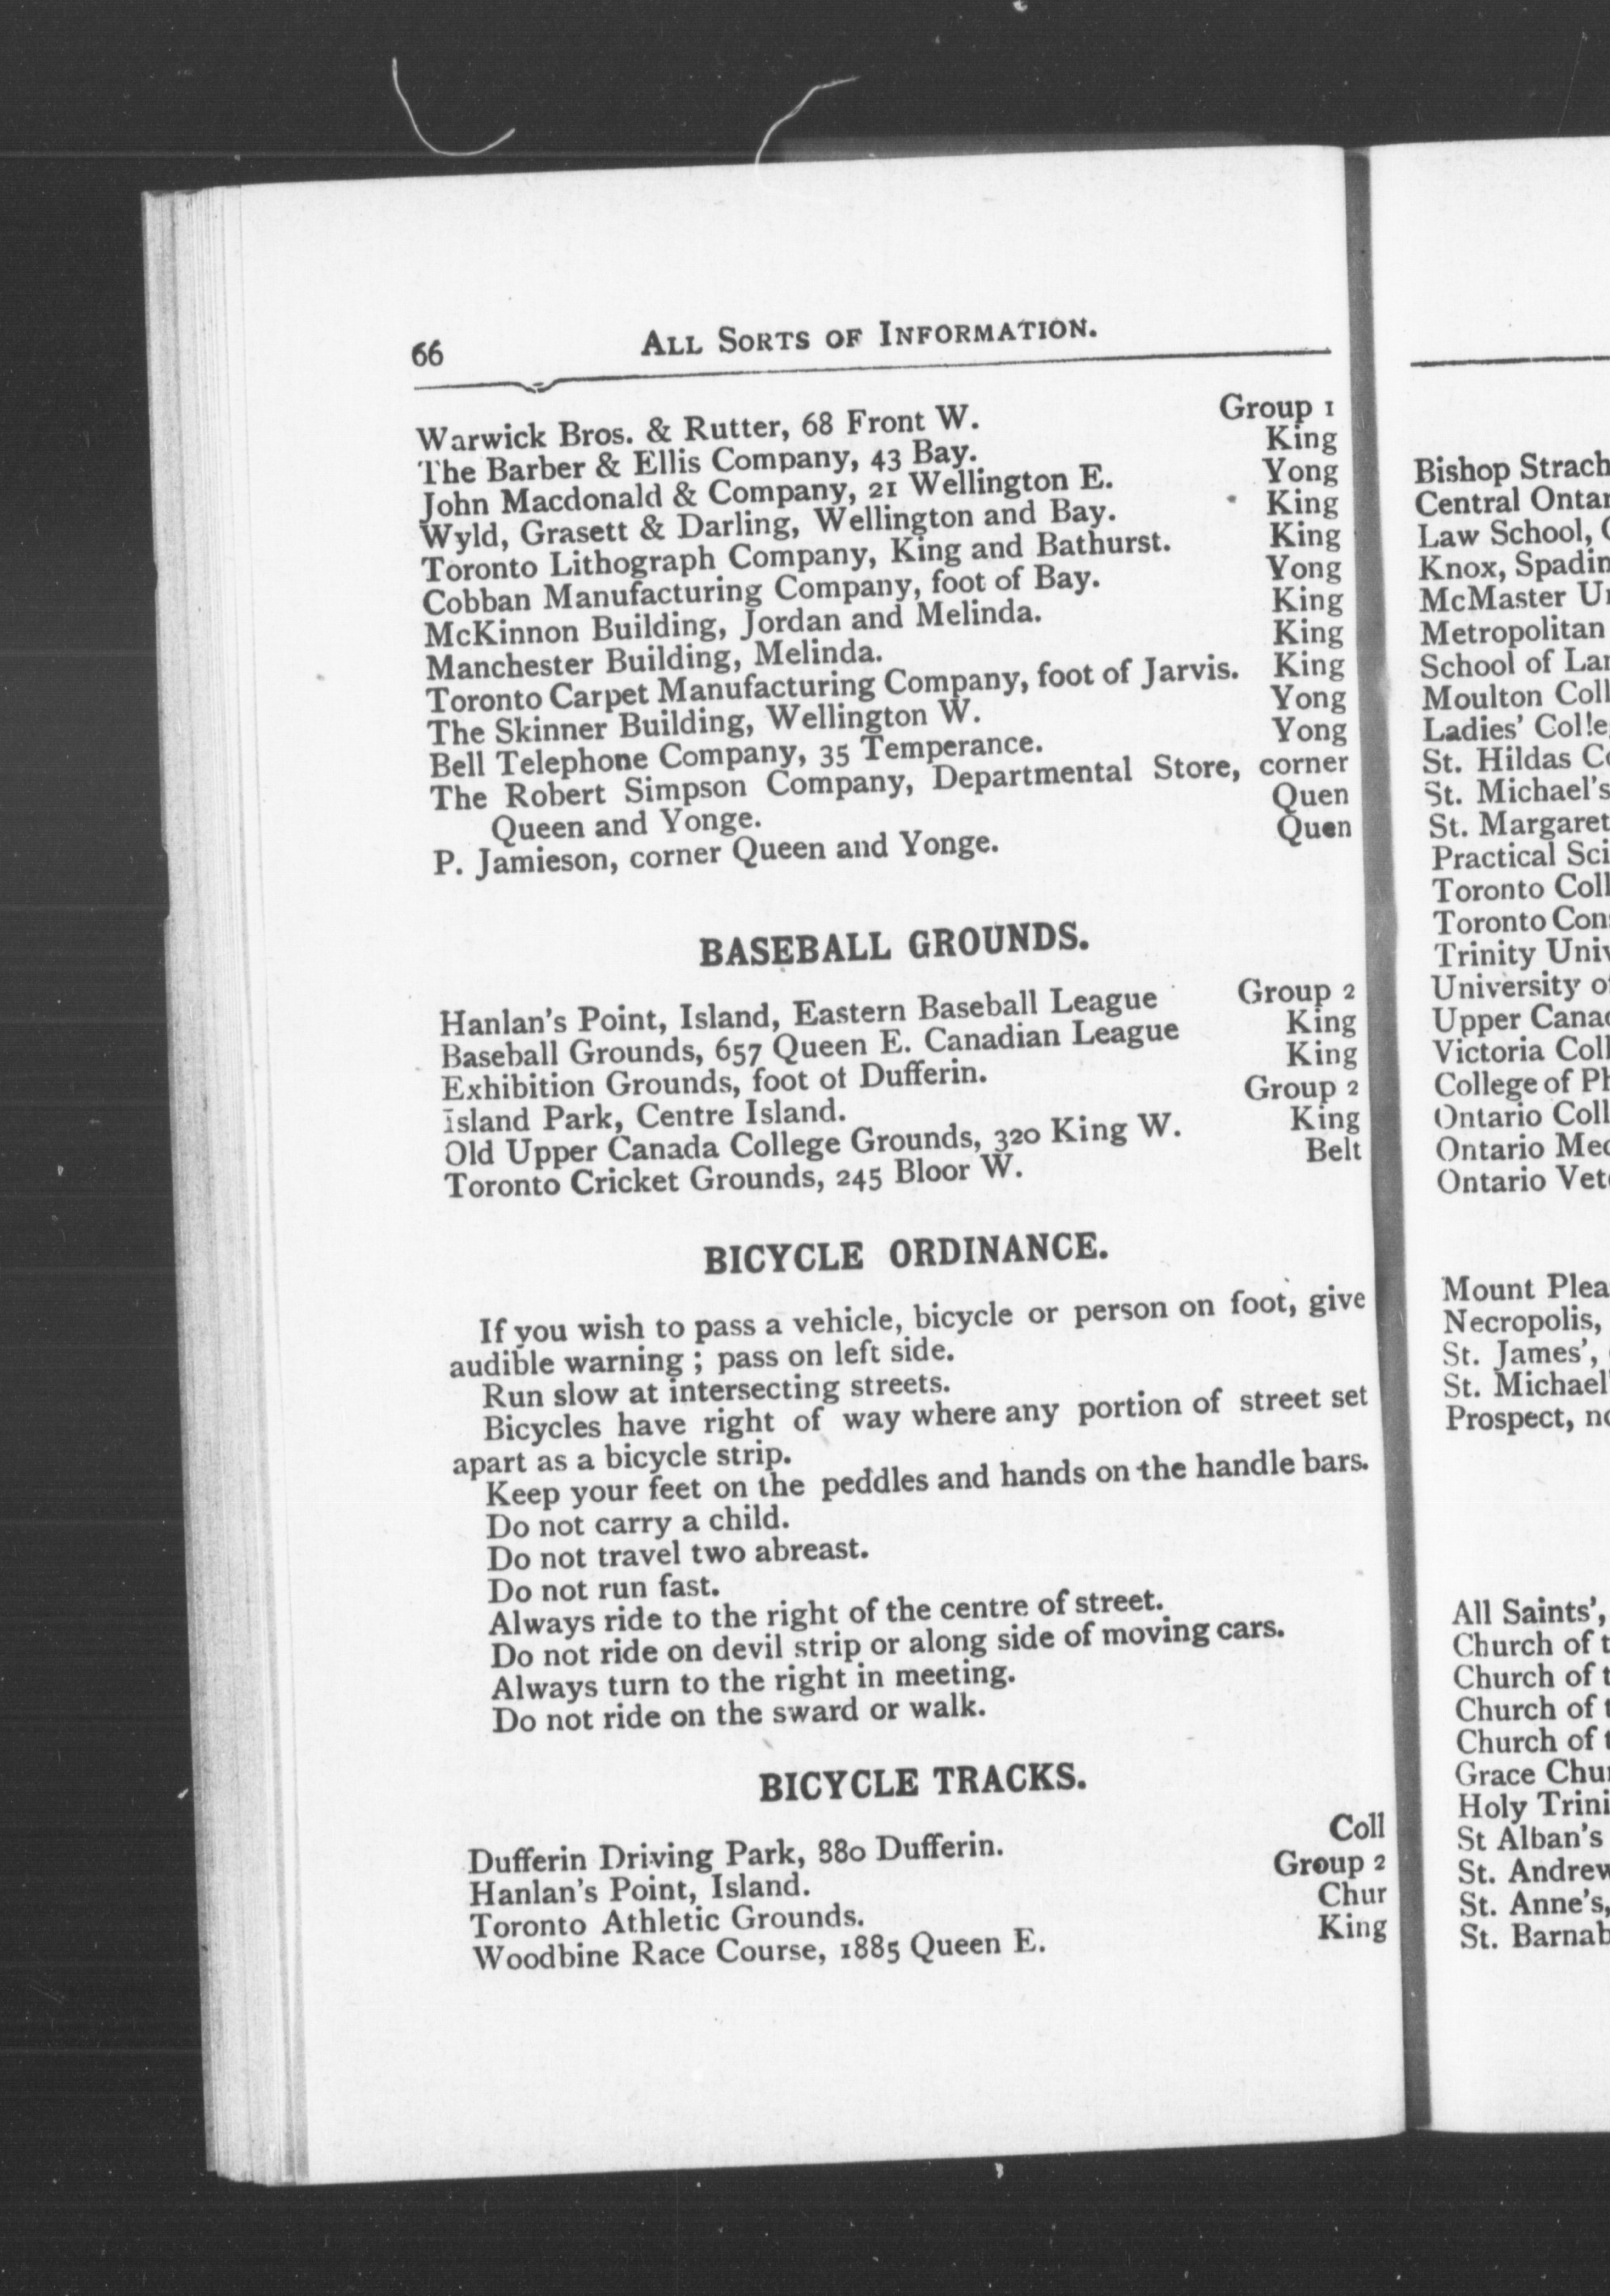 66 ALL SORTS OF INFORMATION.
Warwick Bros. & Rutter, 68 Front W. Group 1
The Barber & Ellis Company, 43 Bay. King
John Macdonald & Company, 21 Wellington E. Yong
Wyld, Grasett & Darling, Wellington and Bay. King
Toronto Lithograph Company, King and Bathurst. King
Cobban Manufacturing Company, foot of Bay. Yong
McKinnon Building, Jordan and Melinda. King
Manchester Building, Melinda. King
Toronto Carpet Manufacturing Company, foot of Jarvis. King
The Skinner Building, Wellington W. Yong
Bell Telephone Company, 35 Temperance. Yong
The Robert Simpson Company, Departmental Store, corner
Queen and Yonge. Quen
P. Jamieson, corner Queen and Yonge. Quen
BASEBALL GROUNDS.
Hanlan's Point, Island, Eastern Baseball League Group 2
Baseball Grounds, 657 Queen E. Canadian League King
Exhibition Grounds, foot of Dufferin. King
Island Park, Centre Island. Group 2
Old Upper Canada College Grounds, 320 King W. King
Toronto Cricket Grounds, 245 Bloor W. Belt
BICYCLE ORDINANCE.
If you wish to pass a vehicle, bicycle or person on foot, give
audible warning ; pass on left side.
Run slow at intersecting streets.
Bicycles have right of way where any portion of street set
apart as a bicycle strip.
Keep your feet on the peddles and hands on the handle bars.
Do not carry a child.
Do not travel two abreast.
Do not run fast.
Always ride to the right of the centre of street.
Do not ride on devil strip or along side of moving cars.
Always turn to the right in meeting.
Do not ride on the sward or walk.
BICYCLE TRACKS.
Dufferin Driving Park, 880 Dufferin. Coll
Hanlan's Point, Island. Group 2
Toronto Athletic Grounds. Chur
Woodbine Race Course, 1885 Queen E. King
Bishop Strach
Central Ontar
Law School,
Knox, Spadin
McMaster Un
Metropolitan
School of Lan
Moulton Coll
Ladies' Colle
St. Hildas Co
St. Michael's
St. Margaret
Practical Sci
Toronto Coll
Toronto Con
Trinity Univ
University of
Upper Canad
Victoria Coll
College of Ph
Ontario Coll
Ontario Med
Ontario Vet
Mount Plea
Necropolis,
St. James',
St. Michael'
Prospect, no
All Saints',
Church of t
Church of t
Church of t
Church of t
Grace Chu
Holy Trini
St Alban's
St. Andrew
St. Anne's,
St. Barnab